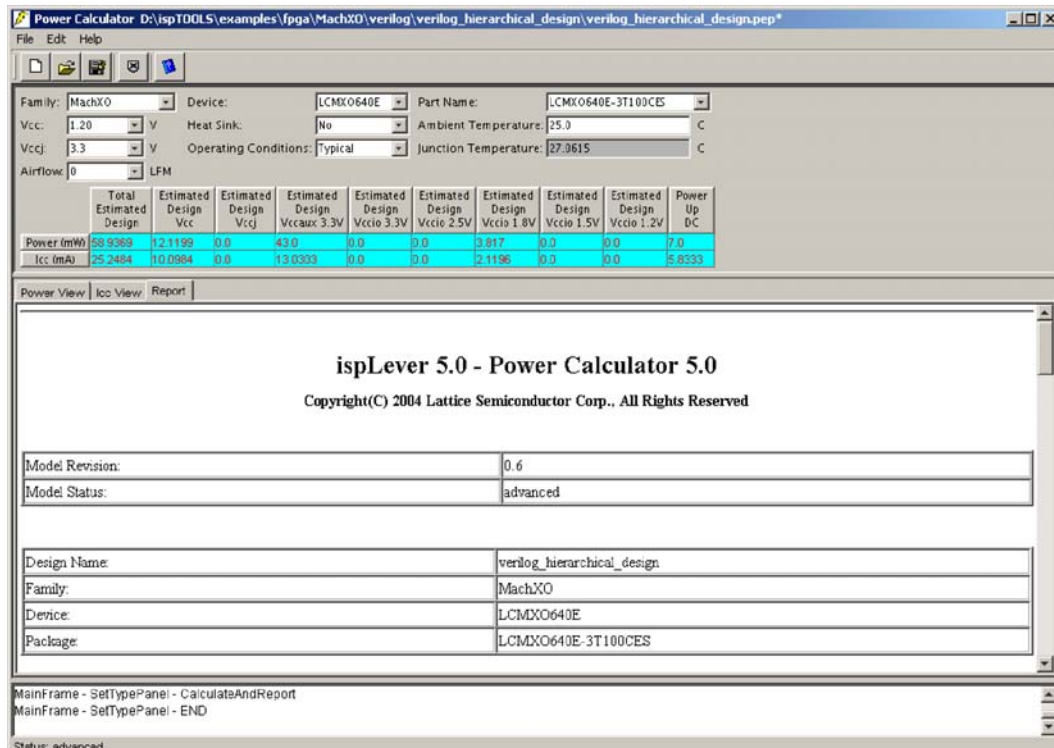 Power Calculator D:\ispTOOLS\examples\fpga\MachXO\verilog\verilog_hierarchical_design\verilog_hierarchical_design.pep*
File Edit Help
Family: MachXO Device: LCMXO640E Part Name: LCMXO640E-3T100CES
Vcc: 1.20 V Heat Sink: No Ambient Temperature: 25.0 C
Vccj: 3.3 V Operating Conditions: Typical Junction Temperature: 27.0615 C
Airflow: 0 LFM
Total Estimated Design Estimated Design Vcc Estimated Design Vccj Estimated Design Vccaux 3.3V Estimated Design Vccio 3.3V Estimated Design Vccio 2.5V Estimated Design Vccio 1.8V Estimated Design Vccio 1.5V Estimated Design Vccio 1.2V Power Up DC
Power (mW) 58.9369 12.1199 0.0 43.0 0.0 0.0 3.817 0.0 0.0 7.0
Icc (mA) 25.2484 10.0984 0.0 13.0303 0.0 0.0 2.1196 0.0 0.0 5.8333
Power View Icc View Report
ispLever 5.0 - Power Calculator 5.0
Copyright(C) 2004 Lattice Semiconductor Corp., All Rights Reserved
Model Revision: 0.6
Model Status: advanced
Design Name: verilog_hierarchical_design
Family: MachXO
Device: LCMXO640E
Package: LCMXO640E-3T100CES
MainFrame - SetTypePanel - CalculateAndReport
MainFrame - SetTypePanel - END
Status: advanced